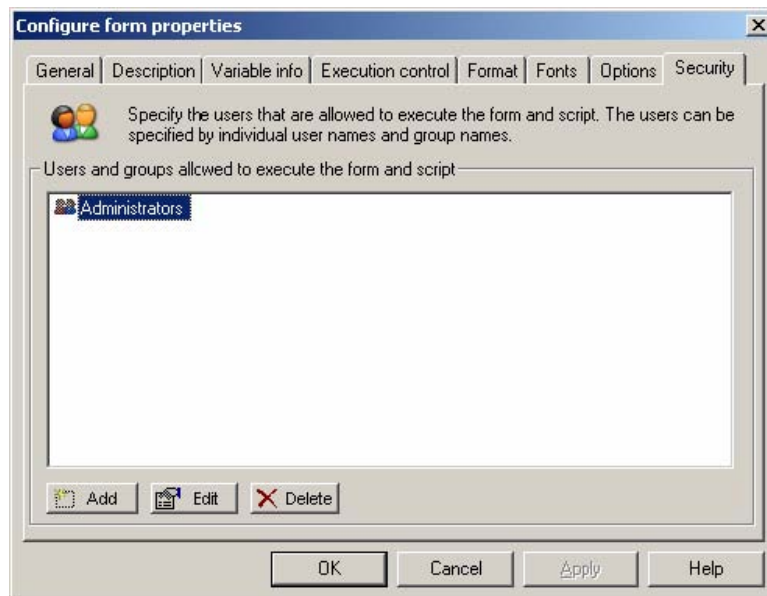 Configure form properties
General Description Variable info Execution control Format Fonts Options Security
Specify the users that are allowed to execute the form and script. The users can be
specified by individual user names and group names.
Users and groups allowed to execute the form and script
Administrators
Add Edit Delete
OK Cancel Apply Help